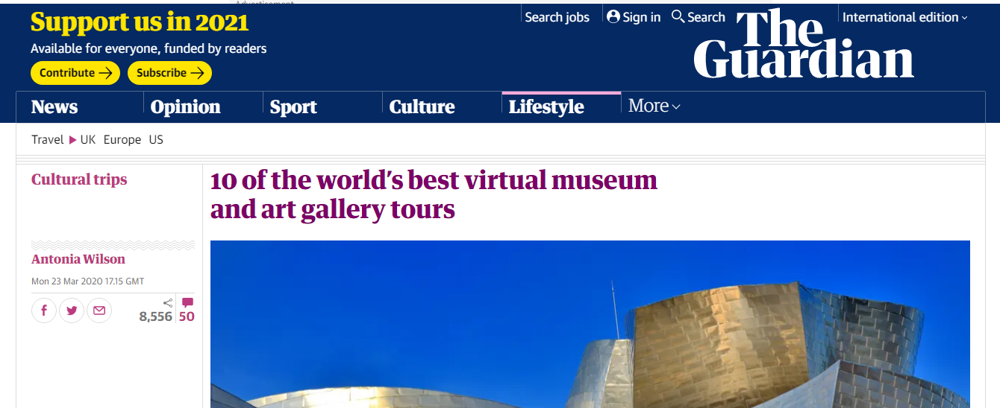 Advertisement
Support us in 2021
Available for everyone, funded by readers
Contribute
Subscribe
Search jobs
Sign in
Search
International edition
The
Guardian
News
Opinion
Sport
Culture
Lifestyle
More
Travel UK Europe US
Cultural trips
10 of the world's best virtual museum
and art gallery tours
Antonia Wilson
Mon 23 Mar 2020 17.15 GMT
8,556
50